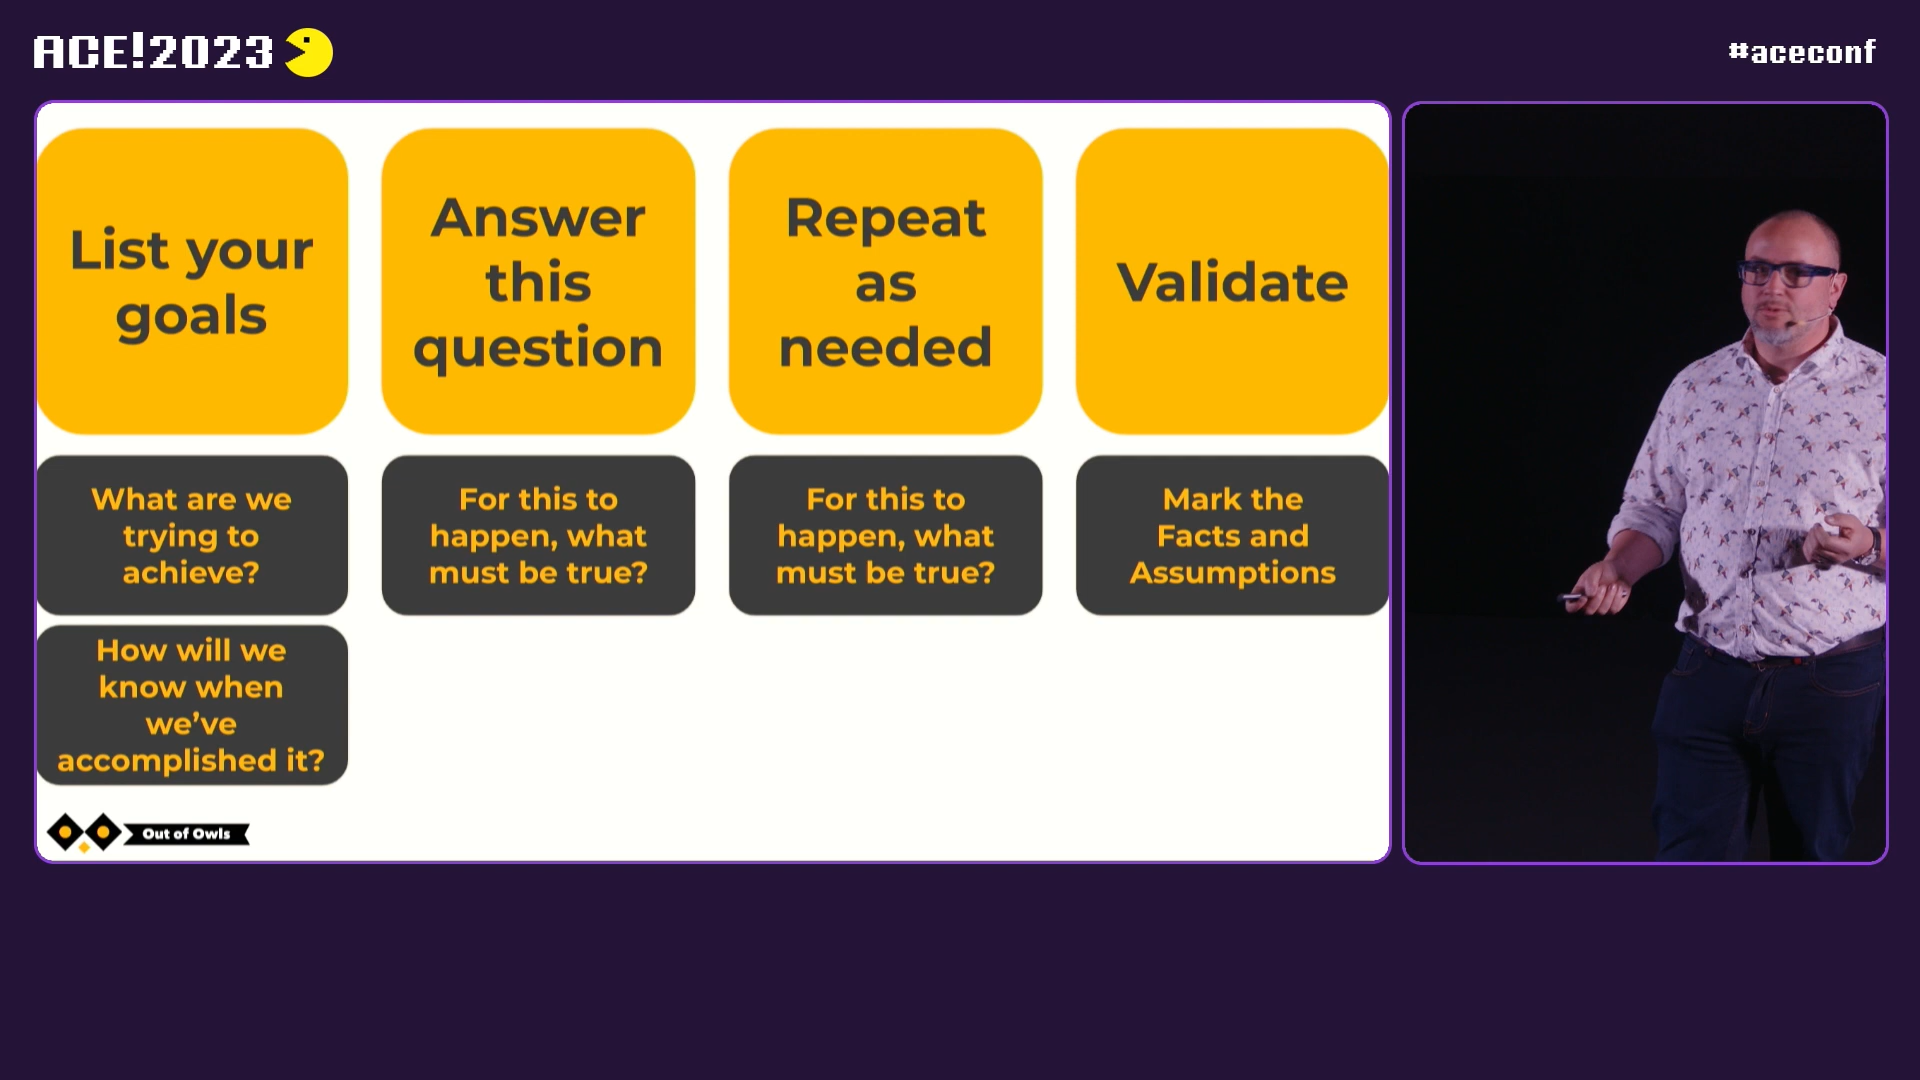 ACE!2023
#aceconf
List your
goals
Answer
this
question
Repeat
as
needed
Validate
What are we
trying to
achieve?
For this to
happen, what
must be true?
For this to
happen, what
must be true?
Mark the
Facts and
Assumptions
How will we
know when
we’ve
accomplished it?
Out of Owls